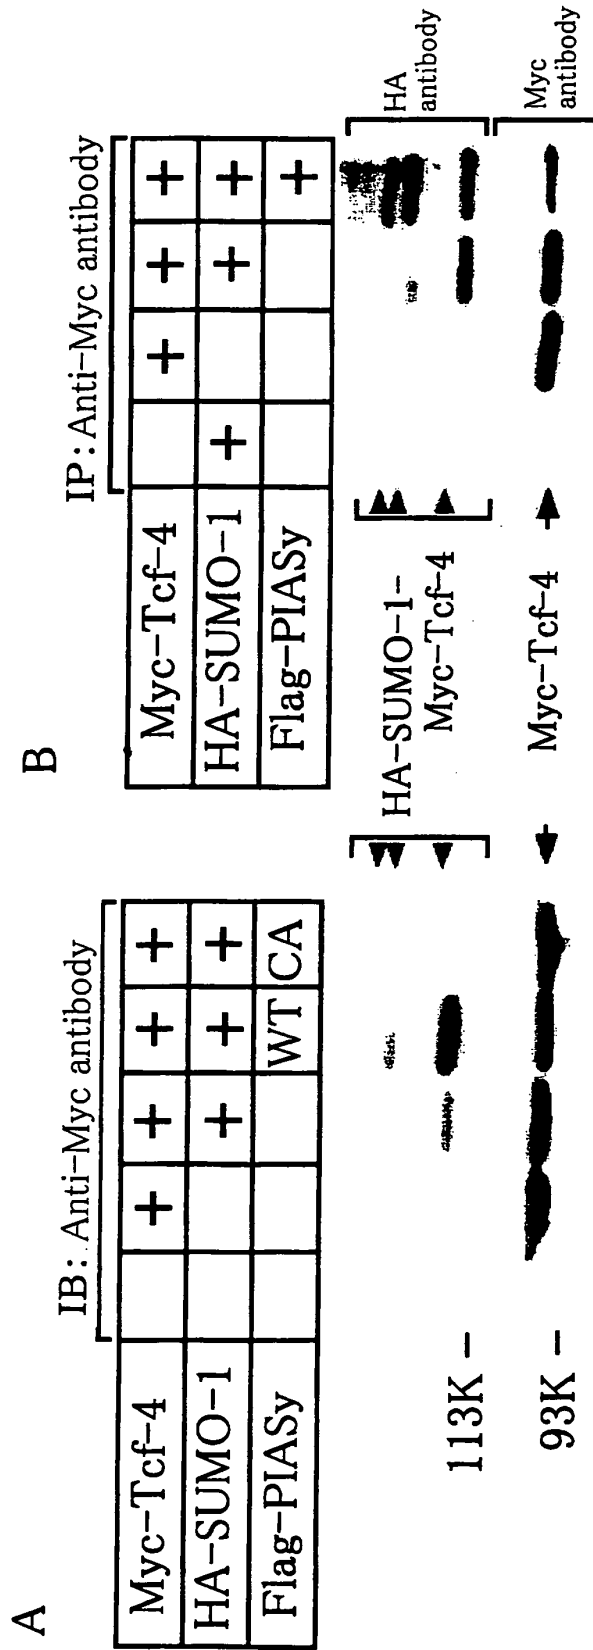 A
IB: Anti-Myc antibody
Myc-Tcf-4 + + + +
HA-SUMO-1 + + +
Flag-PIASy WT CA
113K –
93K –
HA-SUMO-1-
Myc-Tcf-4
Myc-Tcf-4
B
IP: Anti-Myc antibody
Myc-Tcf-4 + + +
HA-SUMO-1 + + +
Flag-PIASy +
HA
antibody
Myc
antibody